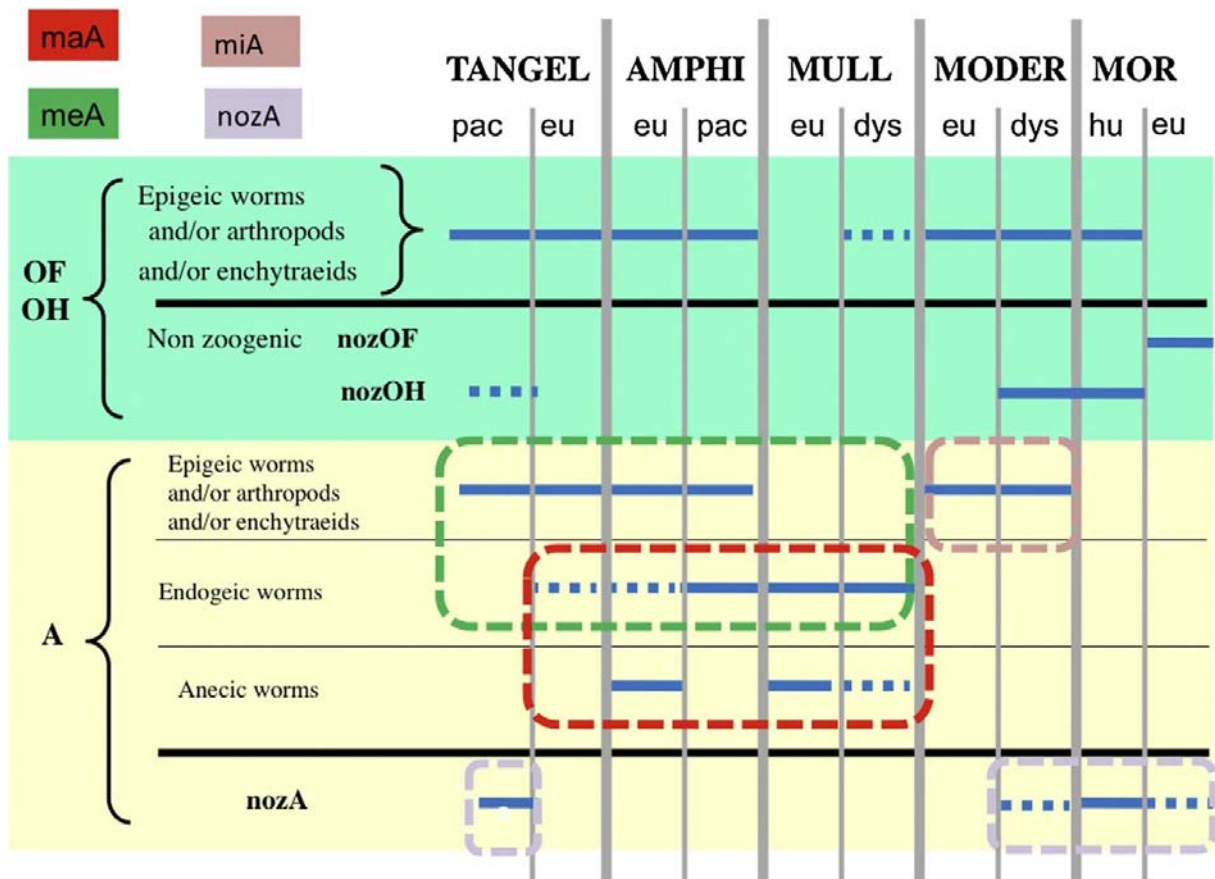 maA
miA
meA
nozA
TANGEL AMPHI MULL MODER MOR
pac eu eu pac eu dys eu dys hu eu
Epigeic worms
and/or arthropods
and/or enchytraeids
OF
OH
Non zoogenic nozOF
nozOH
Epigeic worms
and/or arthropods
and/or enchytraeids
Endogeic worms
A
Anecic worms
nozA